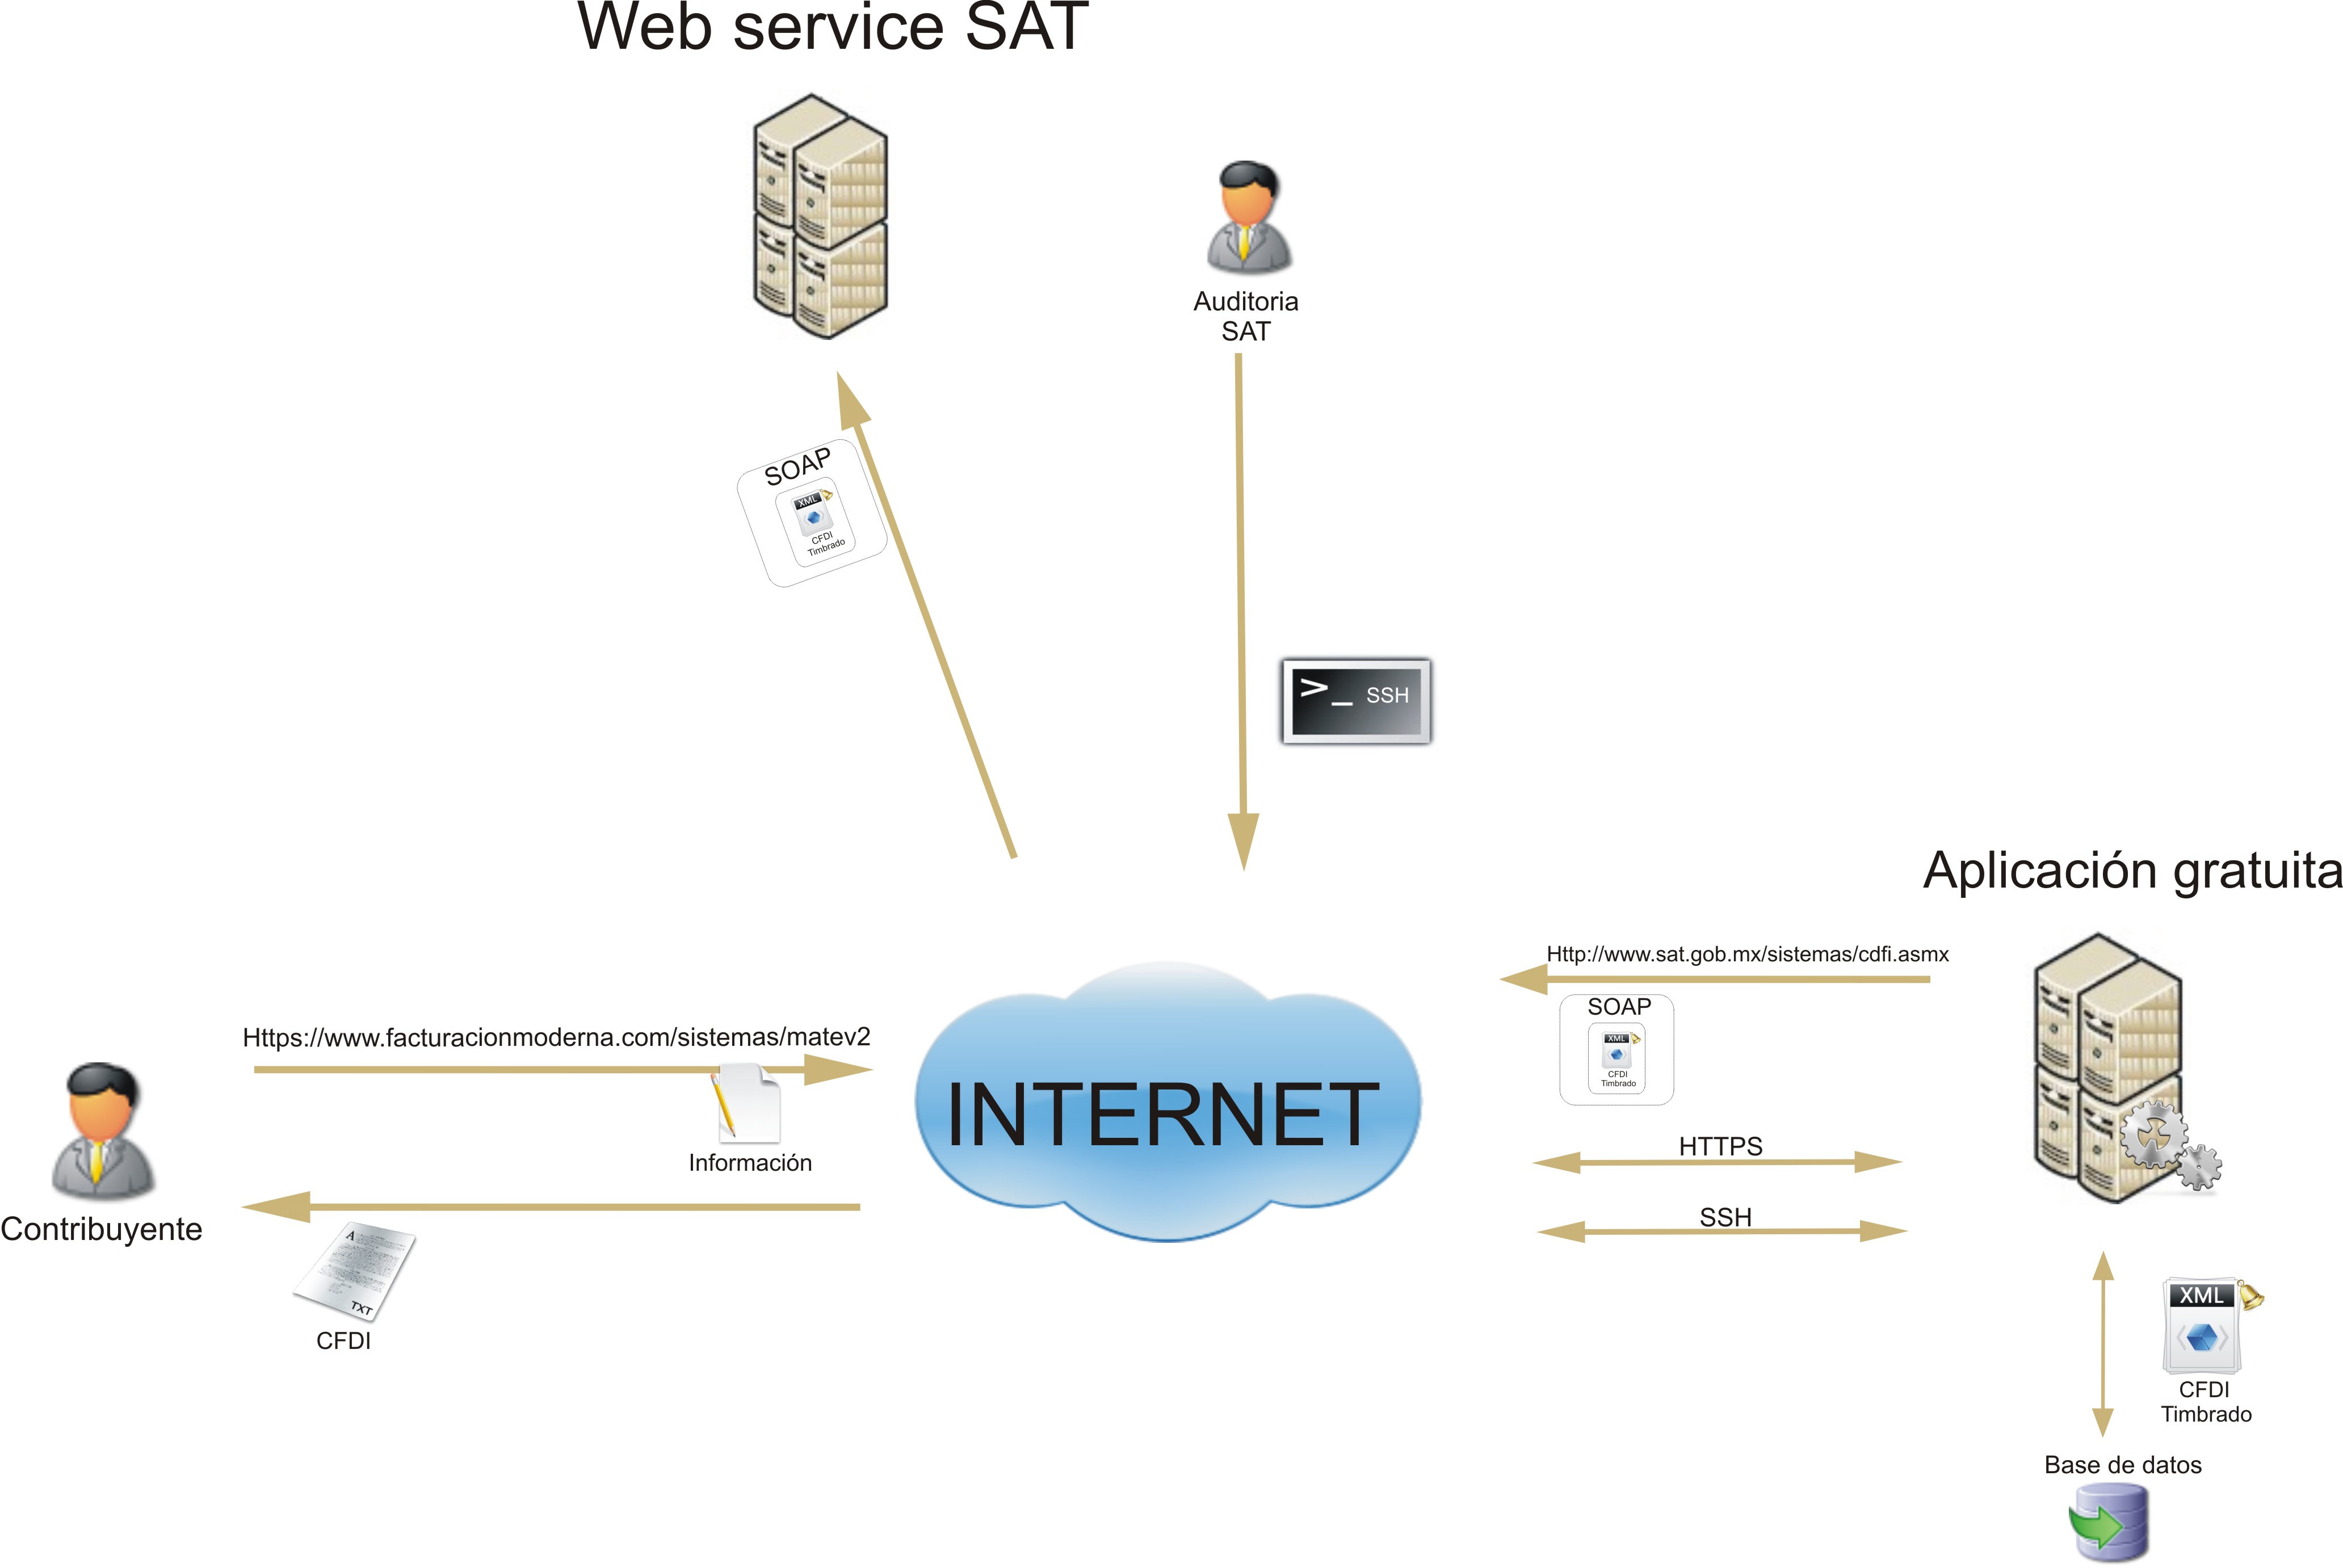 Web service SAT
Auditoria
SAT
SOAP
XML
CFDI
Timbrado
>_ SSH
Aplicación gratuita
Http://www.sat.gob.mx/sistemas/cdfi.asmx
SOAP
XML
CFDI
Timbrado
Https://www.facturacionmoderna.com/sistemas/matev2
Información
INTERNET
HTTPS
SSH
Contribuyente
A
TXT
CFDI
XML
CFDI
Timbrado
Base de datos